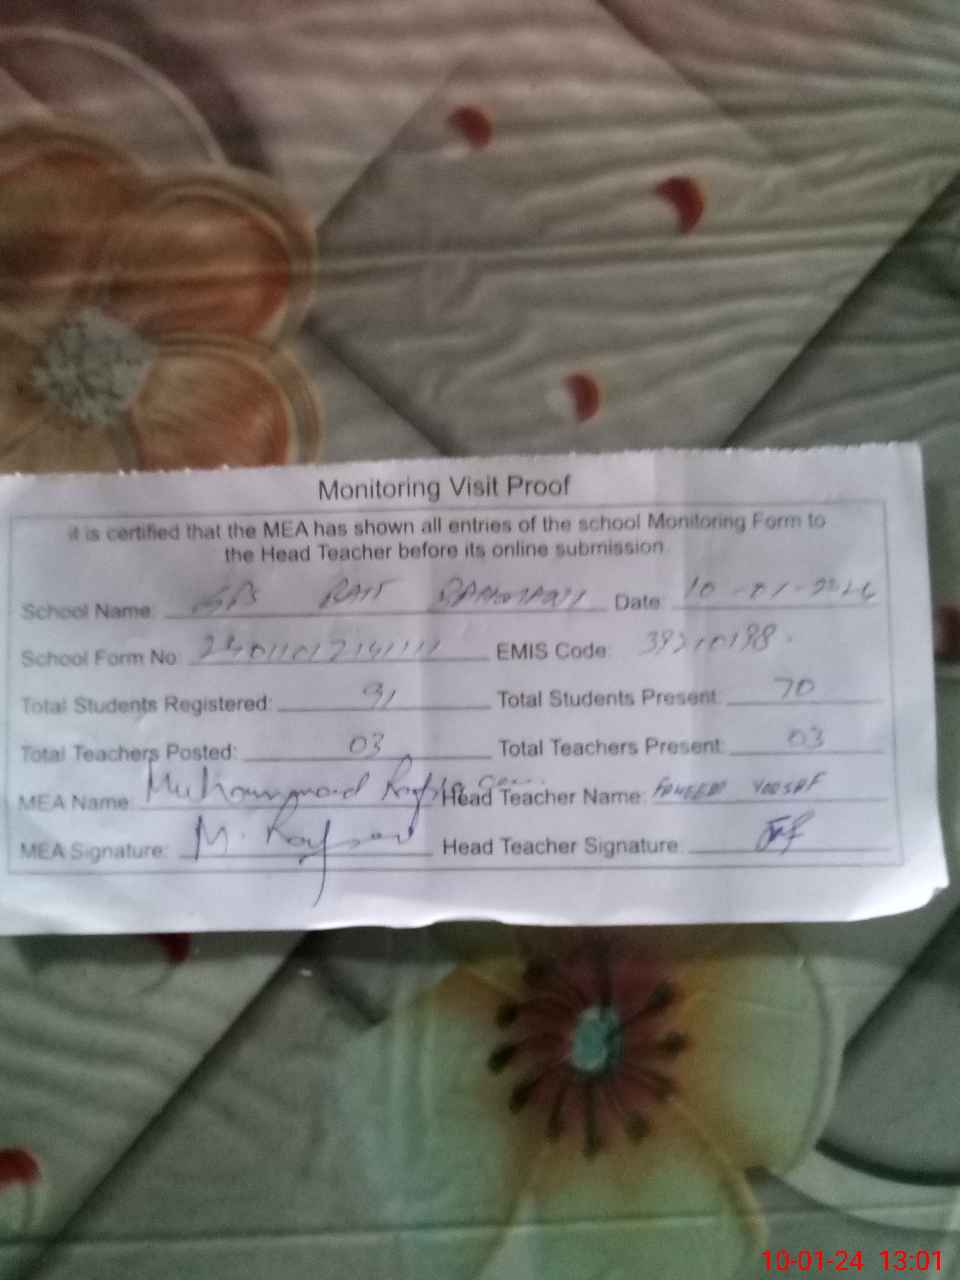 Monitoring Visit Proof
it is certified that the MEA has shown all entries of the school Monitoring Form to
the Head Teacher before its online submission.
School Name: GPS Date: 10-01-2024
School Form No: EMIS Code:
Total Students Registered: 91 Total Students Present: 70
Total Teachers Posted: 03 Total Teachers Present: 03
MEA Name: Muhammad Head Teacher Name: YOUSAF
MEA Signature: M. Head Teacher Signature:
10-01-24 13:01